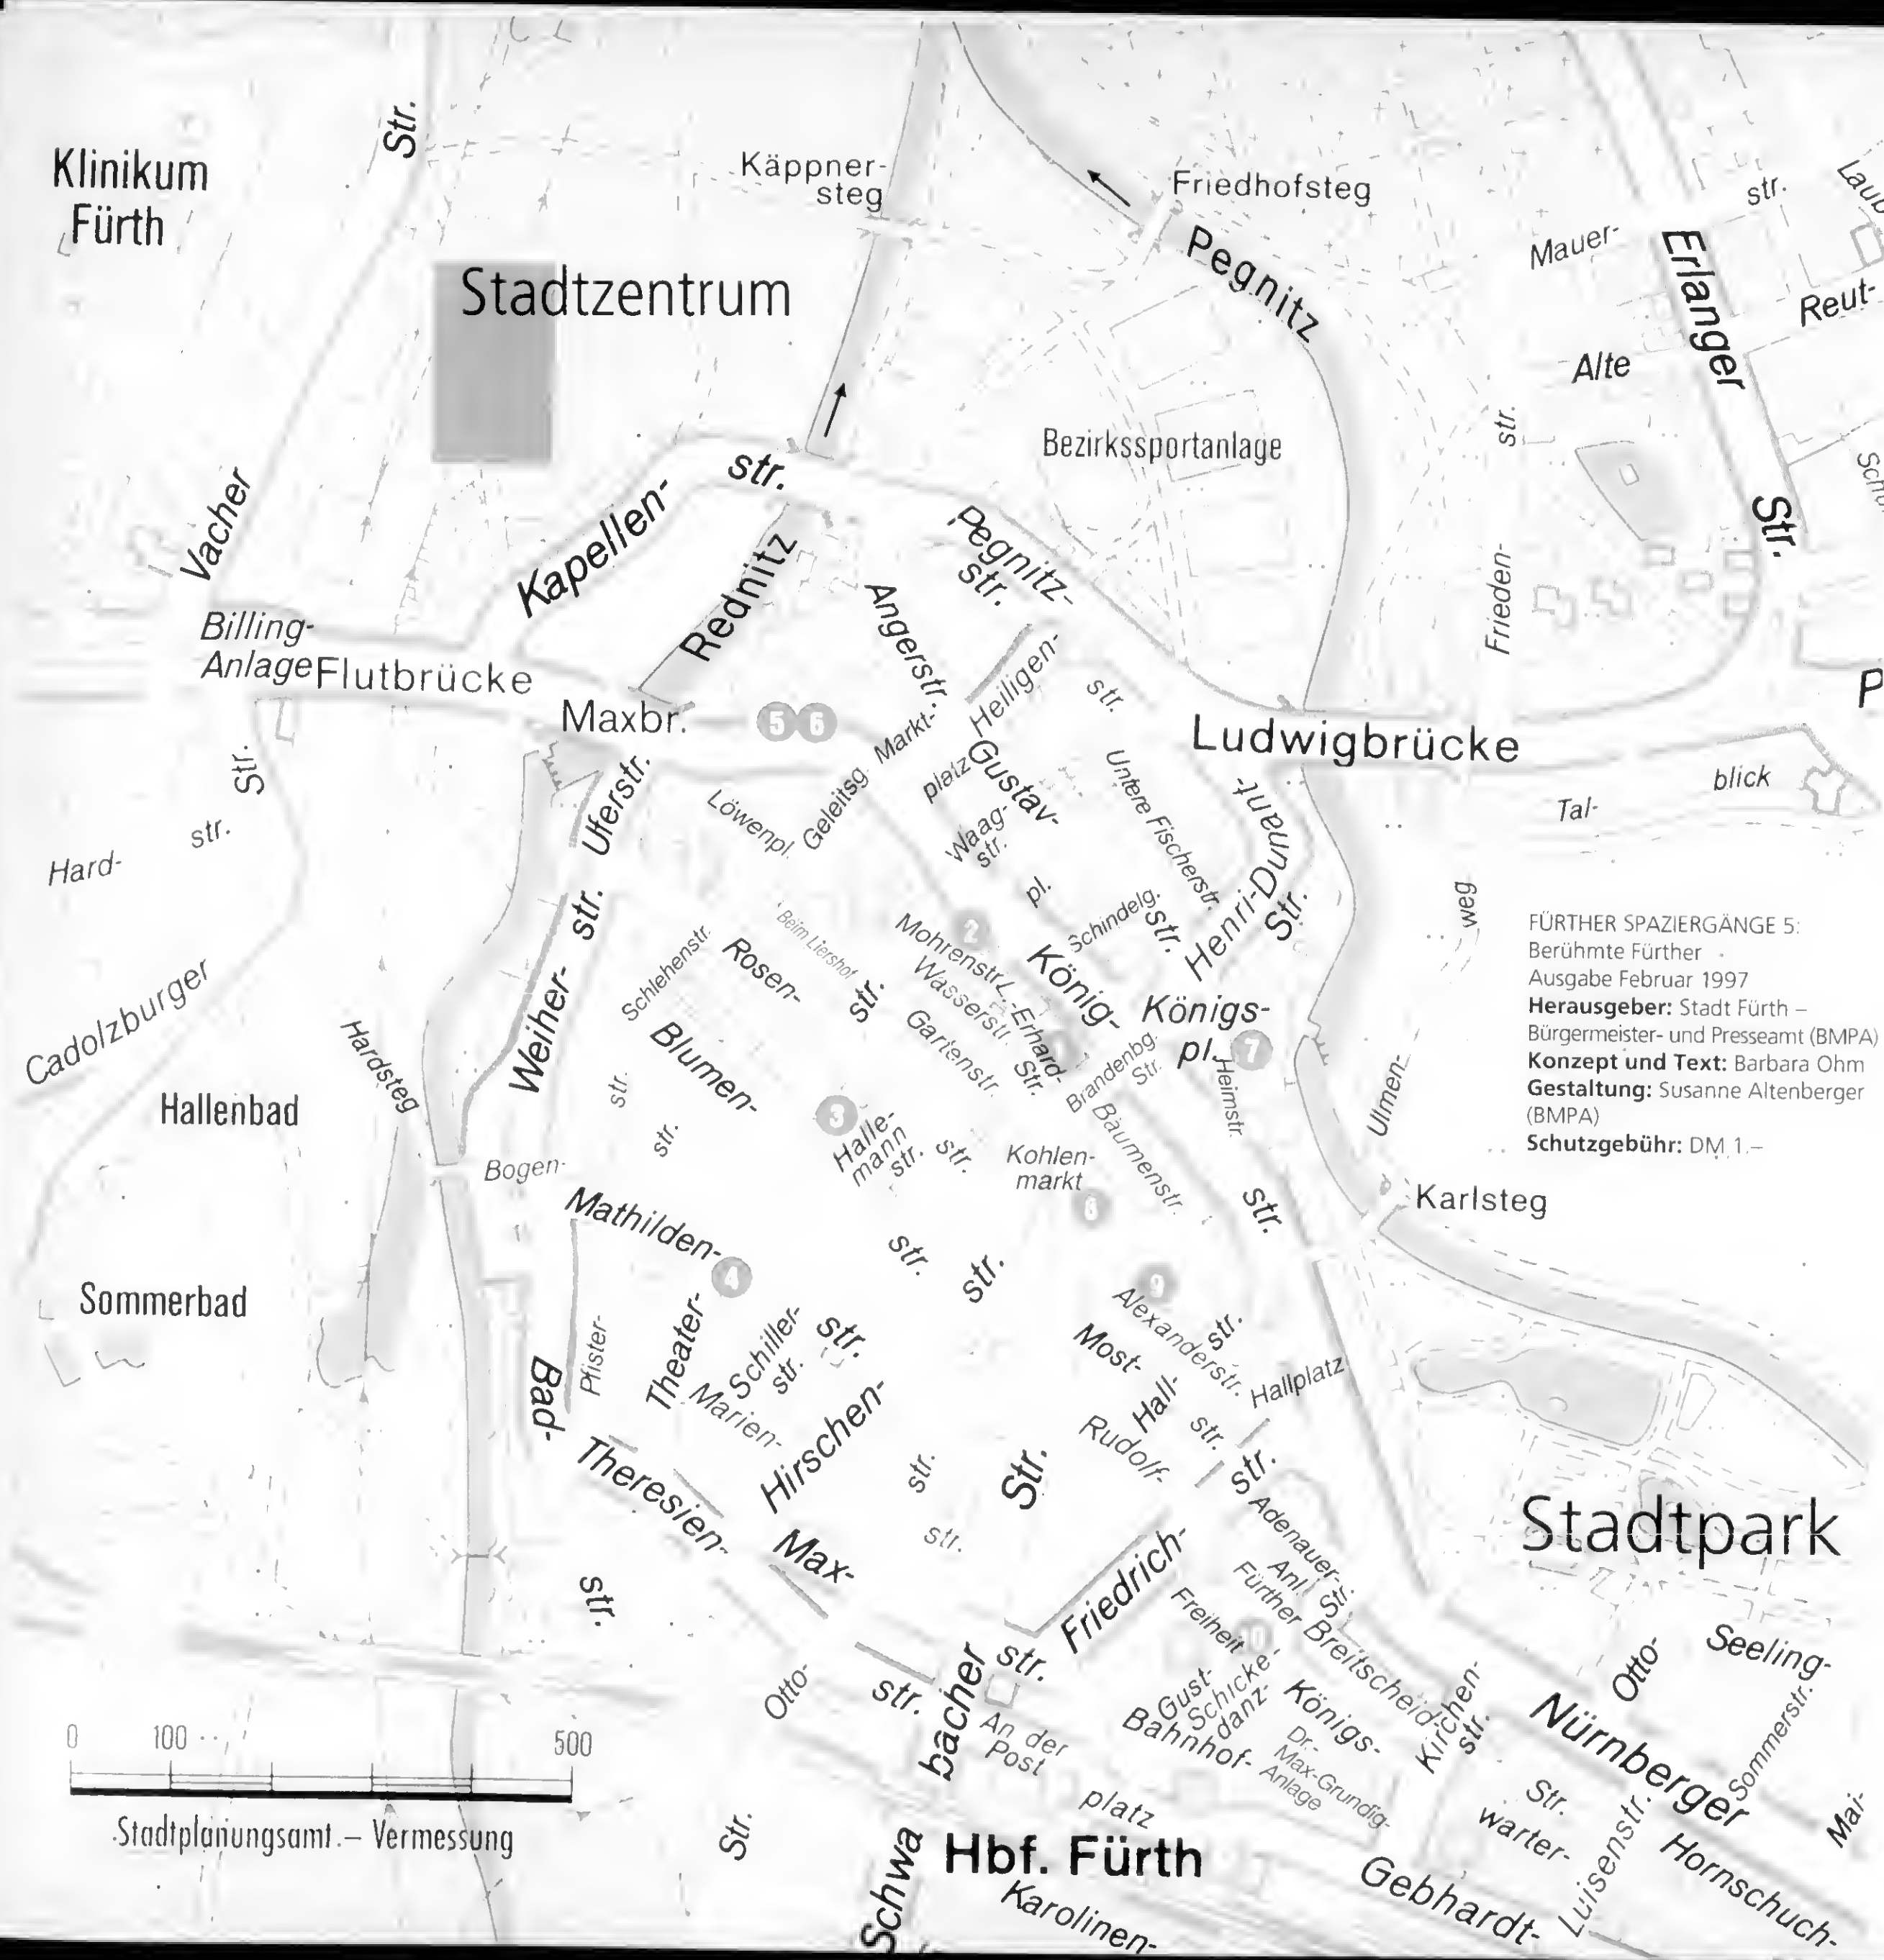 Klinikum
Fürth
Str.
Käppner-
steg
Friedhofsteg
str.
Mauer-
Erlanger
Pegnitz
Stadtzentrum
Reut-
Alte
Bezirkssportanlage
str.
str.
Vacher
Kapellen-
Str.
Pegnitz-
str.
Rednitz
Frieden-
Angerstr.
Billing-
Anlage
Flutbrücke
Heiligen-
str.
Maxbr.
5
6
Markt-
platz
Gustav-
Ludwigbrücke
Str.
Uferstr.
Löwenpl.
Geleitsg.
Waag-
str.
Untere Fischerstr.
Henri-Dunant-
Str.
Tal-
blick
Hard-
str.
pl.
weg
FÜRTHER SPAZIERGÄNGE 5:
Berühmte Fürther
Ausgabe Februar 1997
Herausgeber: Stadt Fürth –
Bürgermeister- und Presseamt (BMPA)
Konzept und Text: Barbara Ohm
Gestaltung: Susanne Altenberger
(BMPA)
Schutzgebühr: DM 1.–
Weiher-
str.
Schlehenstr.
Rosen-
str.
Beim Liershof
Mohrenstr.
2
Wasserstr.
L.-Erhard-
Str.
Gartenstr.
König-
Schindelg.
str.
Königs-
pl.
7
1
Brandenbg.
Str.
Heimstr.
Cadolzburger
Hardsteg
Blumen-
str.
str.
Hallenbad
3
Halle-
mann
str.
str.
Kohlen-
markt
Bäumenstr.
8
Ulmen-
Karlsteg
Bogen-
Mathilden-
4
str.
str.
str.
9
Sommerbad
Pfister-
Theater-
Schiller-
str.
str.
Alexanderstr.
str.
Most-
Hall-
str.
Hallplatz
Bad-
Marien-
Hirschen-
str.
Rudolf-
str.
Theresien-
Str.
Max-
str.
Adenauer-
Anl.
Stadtpark
str.
Friedrich-
Fürther
Freiheit
10
Str.
Breitscheid-
Otto-
Seeling-
str.
str.
Otto-
Schwa
bacher
An der
Post
Gust-
Schicke
danz-
Bahnhof-
platz
Königs-
Dr.-
Max-Grundig-
Anlage
Kirchen-
str.
Nürnberger
Sommerstr.
Str.
warter-
Mai-
0
100
500
Stadtplanungsamt – Vermessung
Str.
Hbf. Fürth
Karolinen-
Gebhardt-
Luisenstr.
Hornschuch-